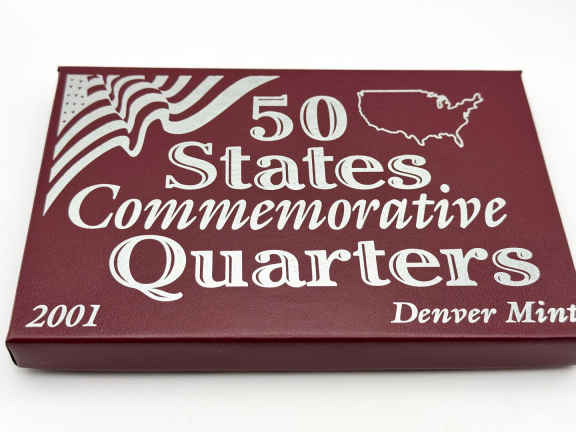 50
States
Commemorative
Quarters
2001
Denver Mint